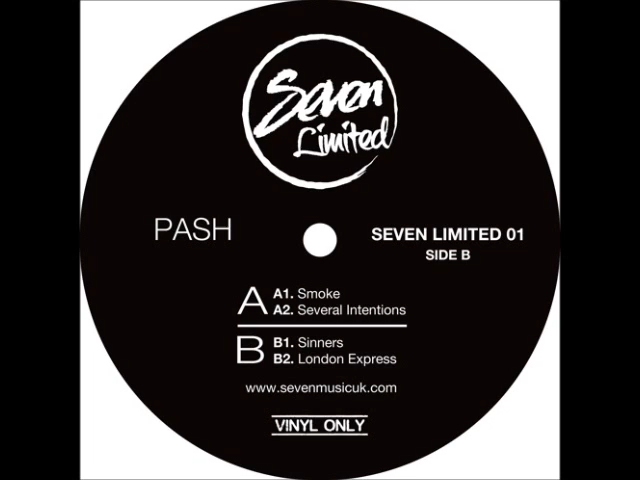 Seven
Limited
PASH
SEVEN LIMITED 01
SIDE B
A
A1. Smoke
A2. Several Intentions
B
B1. Sinners
B2. London Express
www.sevenmusicuk.com
VINYL ONLY